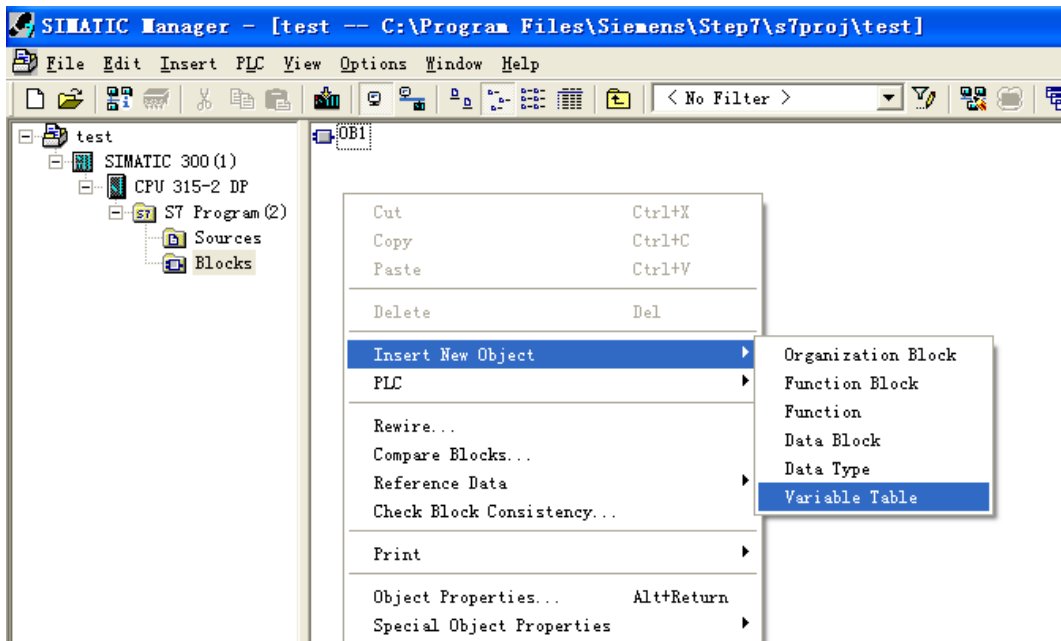 SIMATIC Manager - [test -- C:\Program Files\Siemens\Step7\s7proj\test]
File Edit Insert PLC View Options Window Help
< No Filter >
test
SIMATIC 300(1)
CPU 315-2 DP
S7 Program(2)
Sources
Blocks
OB1
Cut Ctrl+X
Copy Ctrl+C
Paste Ctrl+V
Delete Del
Insert New Object
PLC
Rewire...
Compare Blocks...
Reference Data
Check Block Consistency...
Print
Object Properties... Alt+Return
Special Object Properties
Organization Block
Function Block
Function
Data Block
Data Type
Variable Table